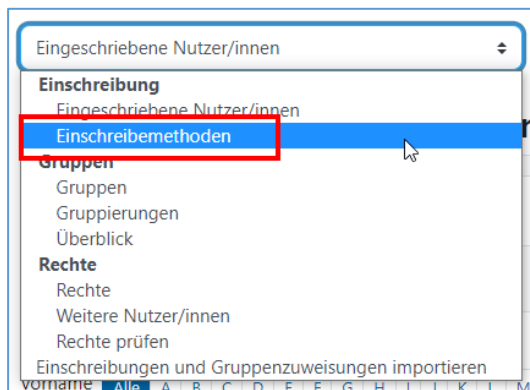 Eingeschriebene Nutzer/innen
Einschreibung
Eingeschriebene Nutzer/innen
Einschreibemethoden
Gruppen
Gruppen
Gruppierungen
Überblick
Rechte
Rechte
Weitere Nutzer/innen
Rechte prüfen
Einschreibungen und Gruppenzuweisungen importieren
Vorname Alle A B C D E F G H I J K L M